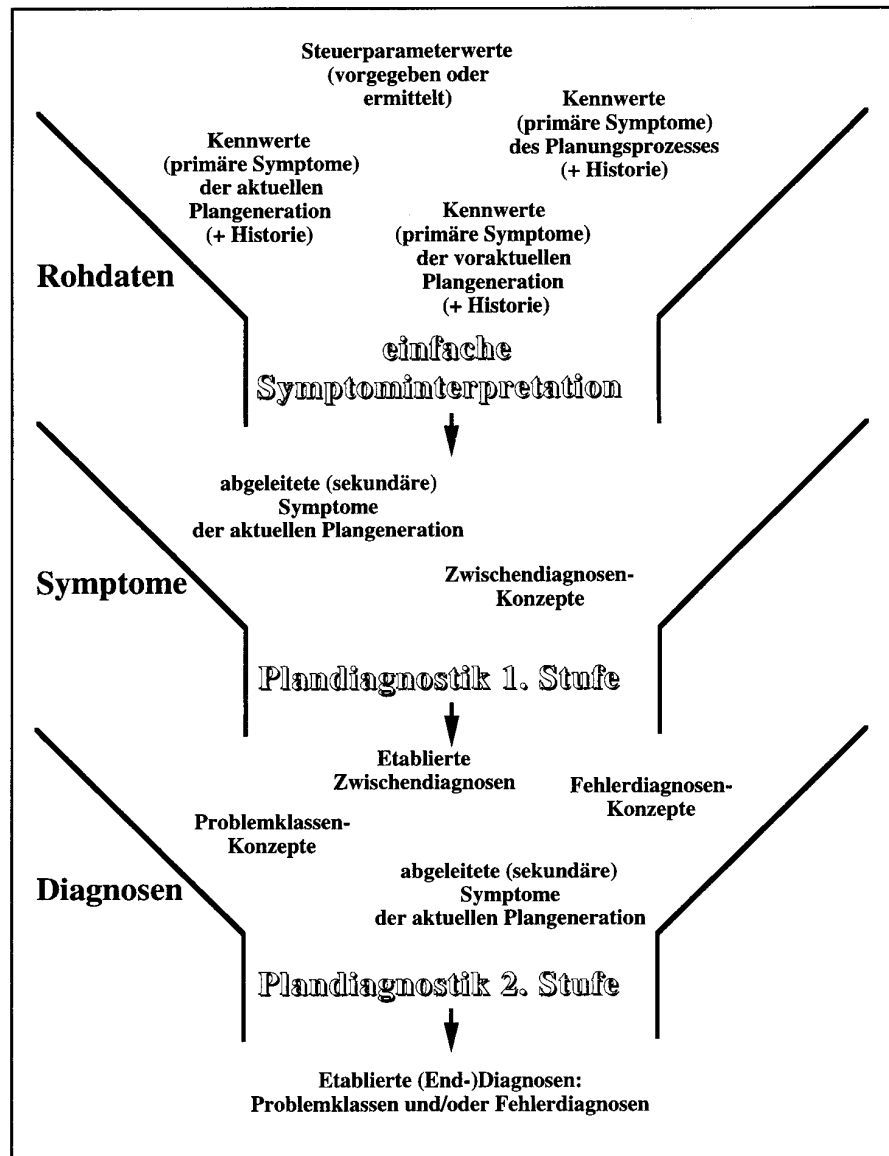 Steuerparameterwerte
(vorgegeben oder
ermittelt)
Kennwerte
(primäre Symptome)
des Planungsprozesses
(+ Historie)
Kennwerte
(primäre Symptome)
der aktuellen
Plangeneration
(+ Historie)
Kennwerte
(primäre Symptome)
der voraktuellen
Plangeneration
(+ Historie)
Rohdaten
einfache
Symptominterpretation
abgeleitete (sekundäre)
Symptome
der aktuellen Plangeneration
Symptome
Zwischendiagnosen-
Konzepte
Plandiagnostik 1. Stufe
Etablierte
Zwischendiagnosen
Fehlerdiagnosen-
Konzepte
Problemklassen-
Konzepte
Diagnosen
abgeleitete (sekundäre)
Symptome
der aktuellen Plangeneration
Plandiagnostik 2. Stufe
Etablierte (End-)Diagnosen:
Problemklassen und/oder Fehlerdiagnosen